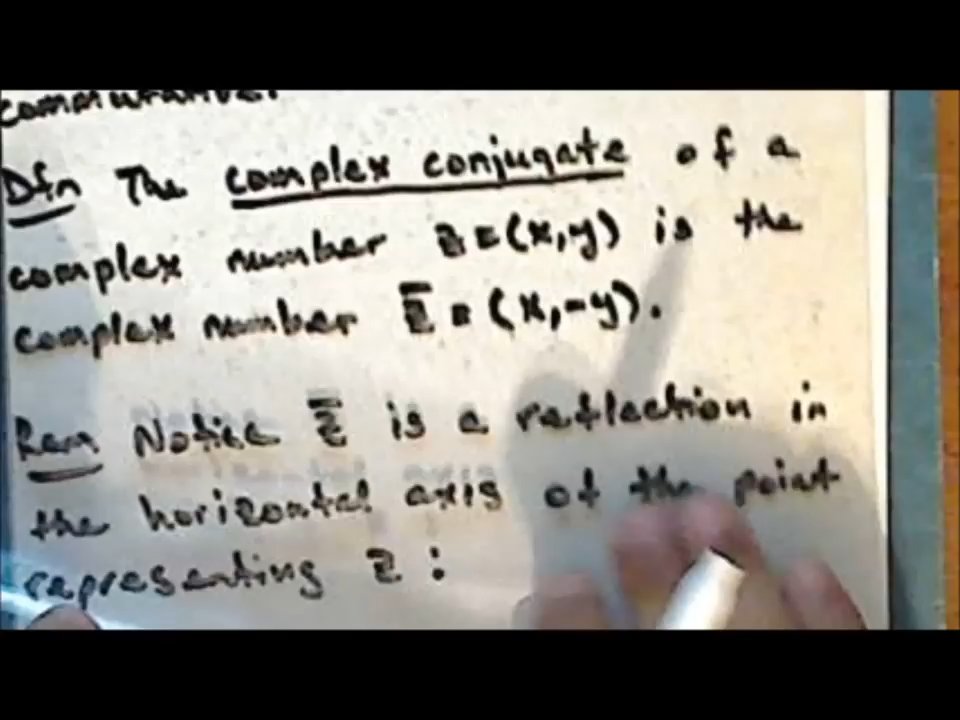 commutative.
Dfn The complex conjugate of a
complex number z=(x,y) is the
complex number z̄=(x,-y).
Rem Notice z̄ is a reflection in
the horizontal axis of the point
representing z: